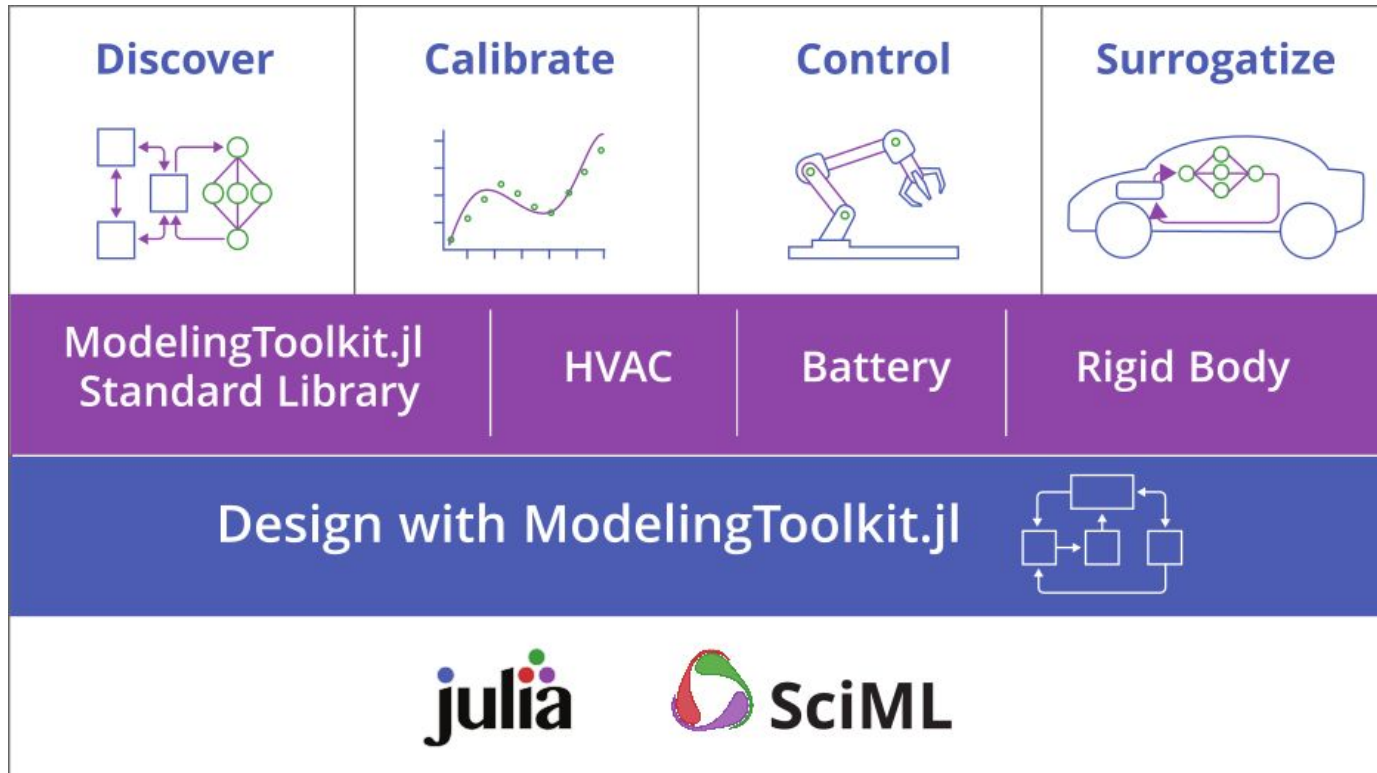 Discover
Calibrate
Control
Surrogatize
ModelingToolkit.jl
Standard Library
HVAC
Battery
Rigid Body
Design with ModelingToolkit.jl
julia
SciML